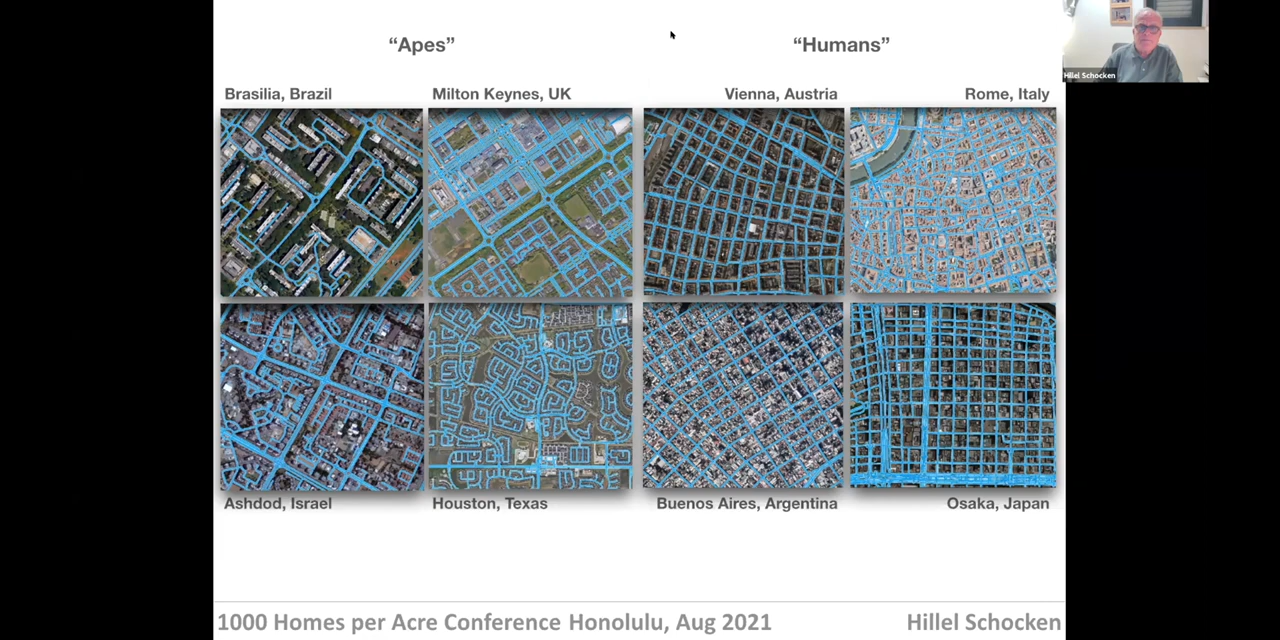 “Apes”
“Humans”
Brasilia, Brazil
Milton Keynes, UK
Vienna, Austria
Rome, Italy
Hillel Schocken
Ashdod, Israel
Houston, Texas
Buenos Aires, Argentina
Osaka, Japan
1000 Homes per Acre Conference Honolulu, Aug 2021
Hillel Schocken